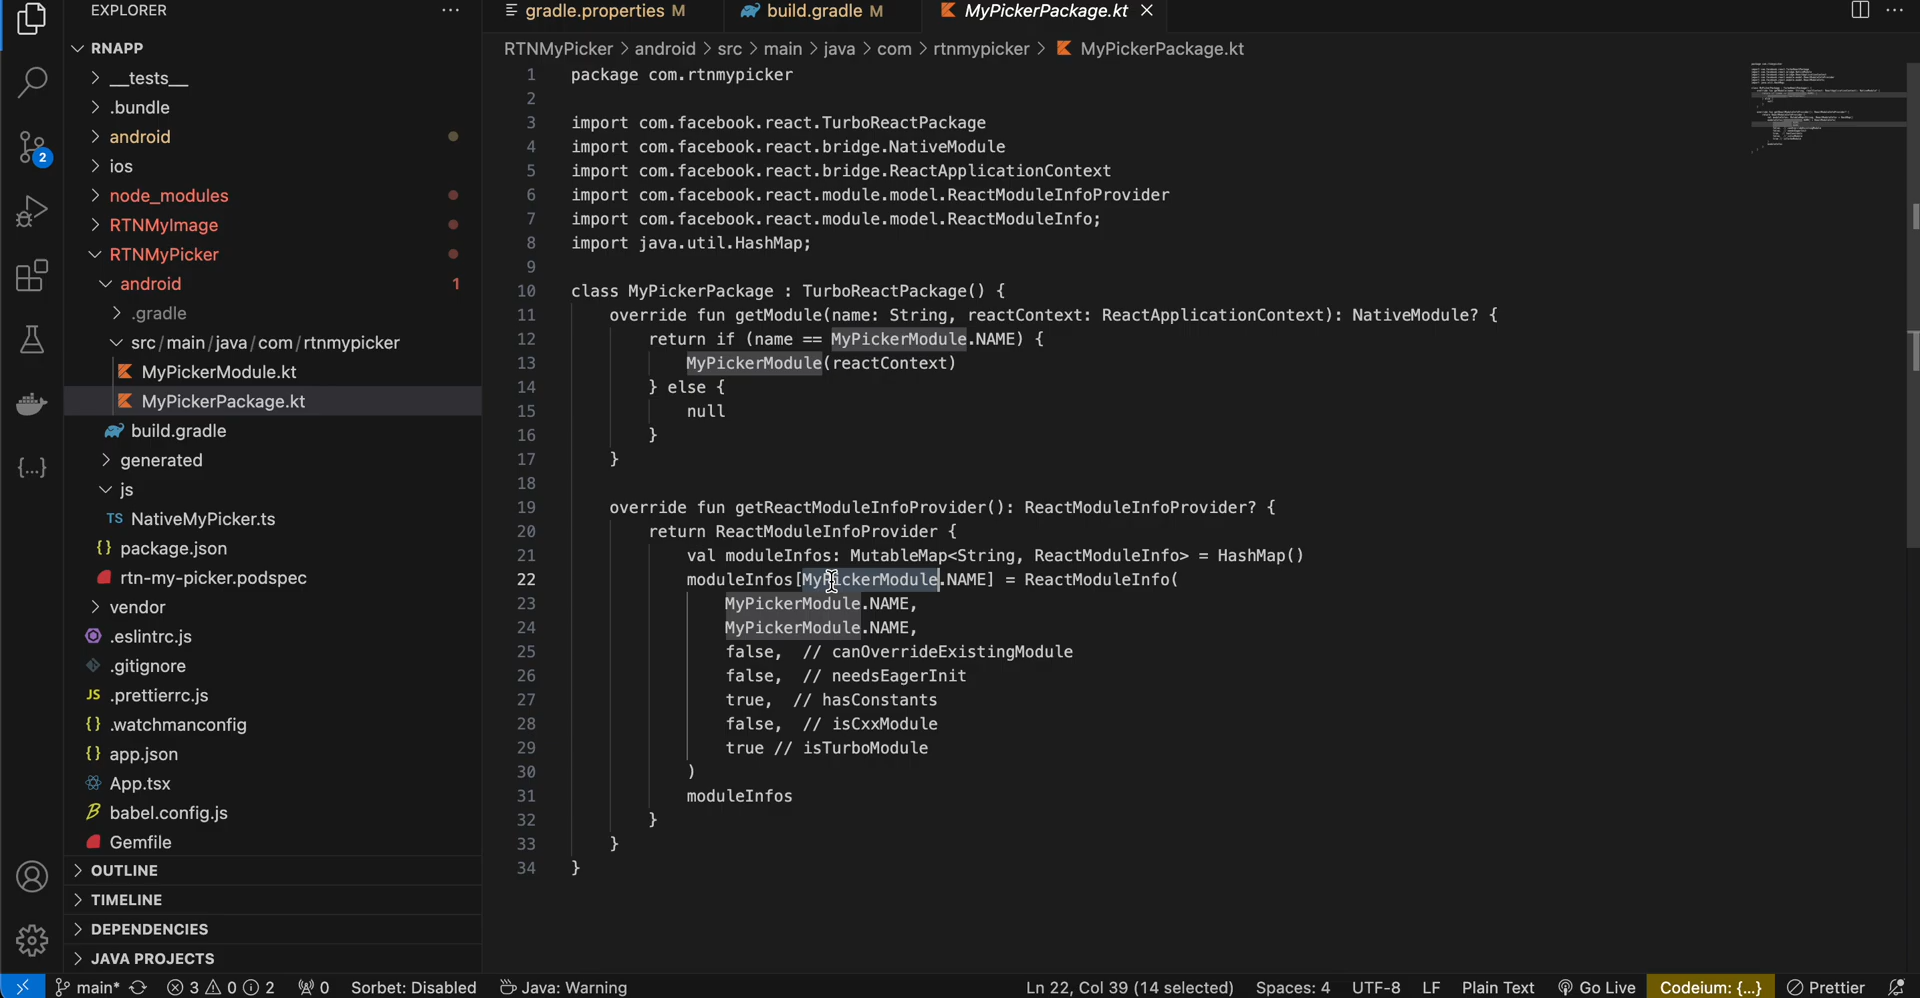 EXPLORER
gradle.properties M
build.gradle M
MyPickerPackage.kt
RNAPP
RTNMyPicker > android > src > main > java > com > rtnmypicker > MyPickerPackage.kt
__tests__
.bundle
android
ios
node_modules
RTNMyImage
RTNMyPicker
android 1
.gradle
src/main/java/com/rtnmypicker
MyPickerModule.kt
MyPickerPackage.kt
build.gradle
generated
js
TS NativeMyPicker.ts
{} package.json
rtn-my-picker.podspec
vendor
.eslintrc.js
.gitignore
JS .prettierrc.js
{} .watchmanconfig
{} app.json
App.tsx
babel.config.js
Gemfile
OUTLINE
TIMELINE
DEPENDENCIES
JAVA PROJECTS
2
{...}
1 package com.rtnmypicker
2
3 import com.facebook.react.TurboReactPackage
4 import com.facebook.react.bridge.NativeModule
5 import com.facebook.react.bridge.ReactApplicationContext
6 import com.facebook.react.module.model.ReactModuleInfoProvider
7 import com.facebook.react.module.model.ReactModuleInfo;
8 import java.util.HashMap;
9
10 class MyPickerPackage : TurboReactPackage() {
11 override fun getModule(name: String, reactContext: ReactApplicationContext): NativeModule? {
12 return if (name == MyPickerModule.NAME) {
13 MyPickerModule(reactContext)
14 } else {
15 null
16 }
17 }
18
19 override fun getReactModuleInfoProvider(): ReactModuleInfoProvider? {
20 return ReactModuleInfoProvider {
21 val moduleInfos: MutableMap<String, ReactModuleInfo> = HashMap()
22 moduleInfos[MyPickerModule.NAME] = ReactModuleInfo(
23 MyPickerModule.NAME,
24 MyPickerModule.NAME,
25 false, // canOverrideExistingModule
26 false, // needsEagerInit
27 true, // hasConstants
28 false, // isCxxModule
29 true // isTurboModule
30 )
31 moduleInfos
32 }
33 }
34 }
main* 3 0 2 0 Sorbet: Disabled Java: Warning Ln 22, Col 39 (14 selected) Spaces: 4 UTF-8 LF Plain Text Go Live Codeium: {...} Prettier